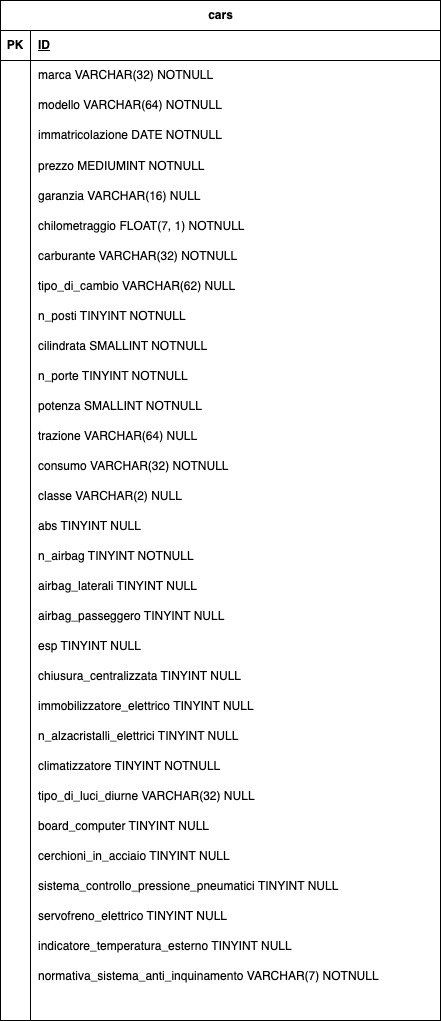 cars
PK ID
marca VARCHAR(32) NOTNULL
modello VARCHAR(64) NOTNULL
immatricolazione DATE NOTNULL
prezzo MEDIUMINT NOTNULL
garanzia VARCHAR(16) NULL
chilometraggio FLOAT(7, 1) NOTNULL
carburante VARCHAR(32) NOTNULL
tipo_di_cambio VARCHAR(62) NULL
n_posti TINYINT NOTNULL
cilindrata SMALLINT NOTNULL
n_porte TINYINT NOTNULL
potenza SMALLINT NOTNULL
trazione VARCHAR(64) NULL
consumo VARCHAR(32) NOTNULL
classe VARCHAR(2) NULL
abs TINYINT NULL
n_airbag TINYINT NOTNULL
airbag_laterali TINYINT NULL
airbag_passeggero TINYINT NULL
esp TINYINT NULL
chiusura_centralizzata TINYINT NULL
immobilizzatore_elettrico TINYINT NULL
n_alzacristalli_elettrici TINYINT NULL
climatizzatore TINYINT NOTNULL
tipo_di_luci_diurne VARCHAR(32) NULL
board_computer TINYINT NULL
cerchioni_in_acciaio TINYINT NULL
sistema_controllo_pressione_pneumatici TINYINT NULL
servofreno_elettrico TINYINT NULL
indicatore_temperatura_esterno TINYINT NULL
normativa_sistema_anti_inquinamento VARCHAR(7) NOTNULL